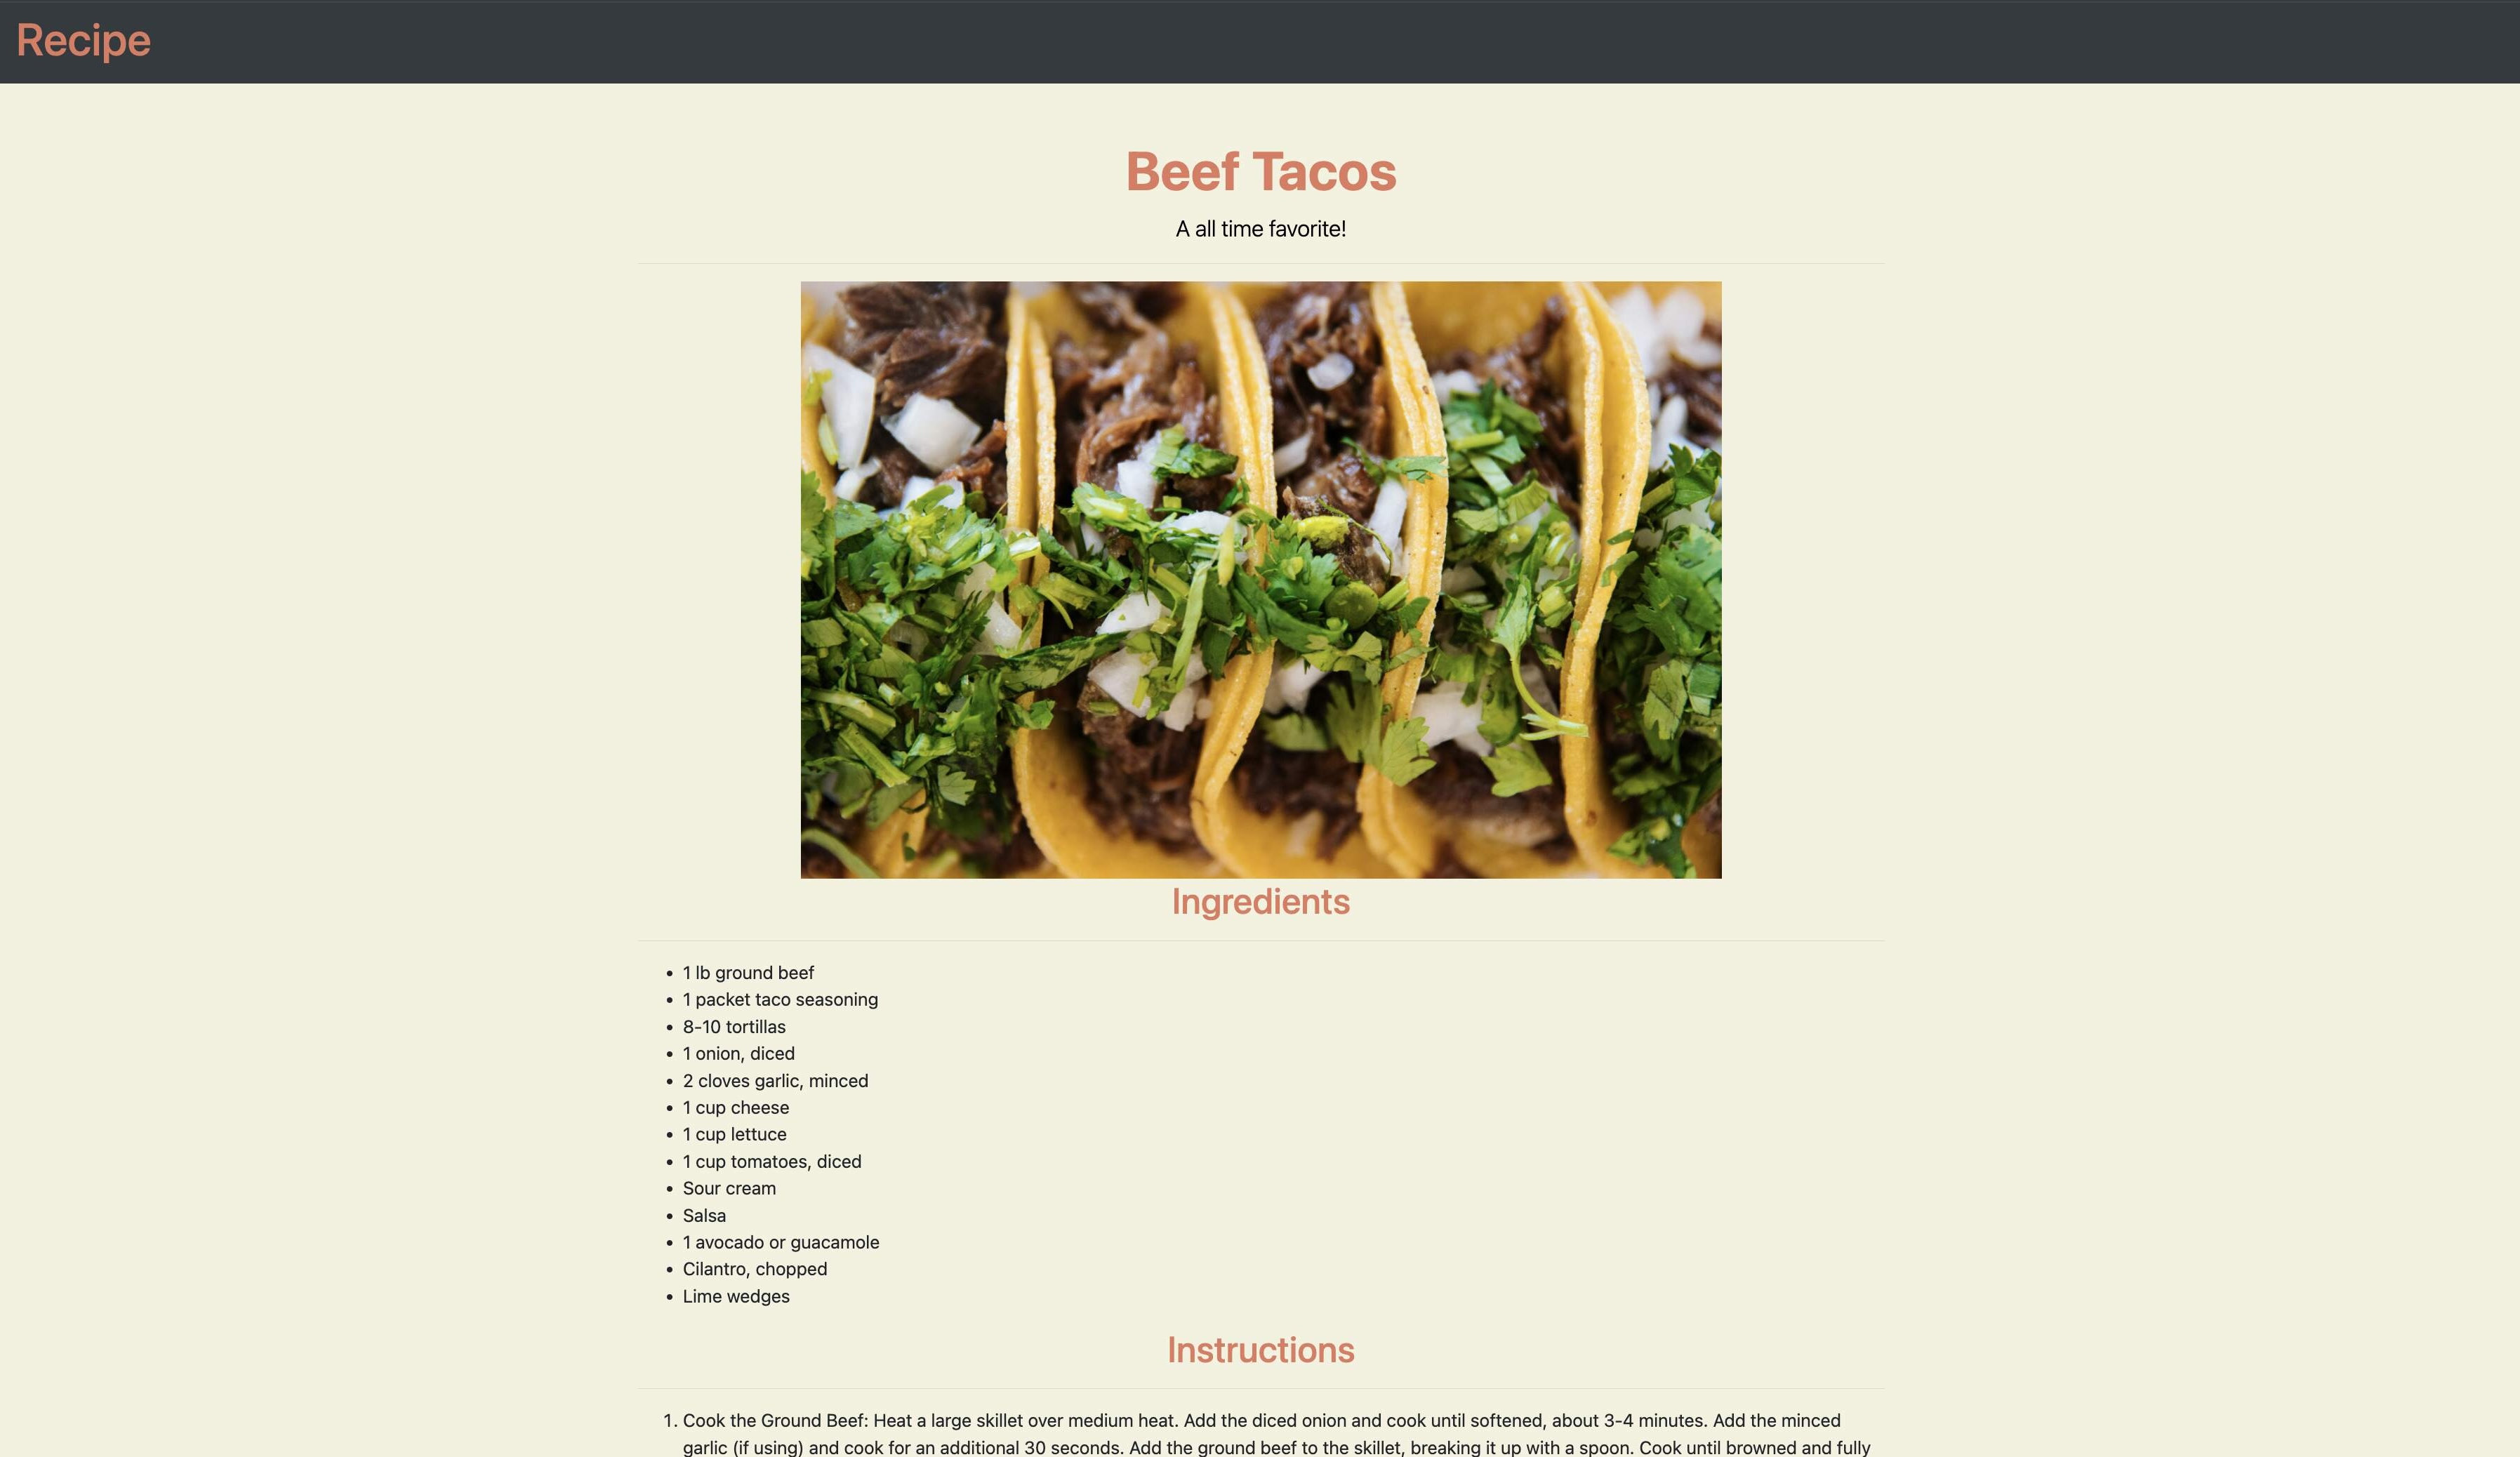 Recipe
Beef Tacos
A all time favorite!
Ingredients
• 1 lb ground beef
• 1 packet taco seasoning
• 8-10 tortillas
• 1 onion, diced
• 2 cloves garlic, minced
• 1 cup cheese
• 1 cup lettuce
• 1 cup tomatoes, diced
• Sour cream
• Salsa
• 1 avocado or guacamole
• Cilantro, chopped
• Lime wedges
Instructions
1. Cook the Ground Beef: Heat a large skillet over medium heat. Add the diced onion and cook until softened, about 3-4 minutes. Add the minced
garlic (if using) and cook for an additional 30 seconds. Add the ground beef to the skillet, breaking it up with a spoon. Cook until browned and fully